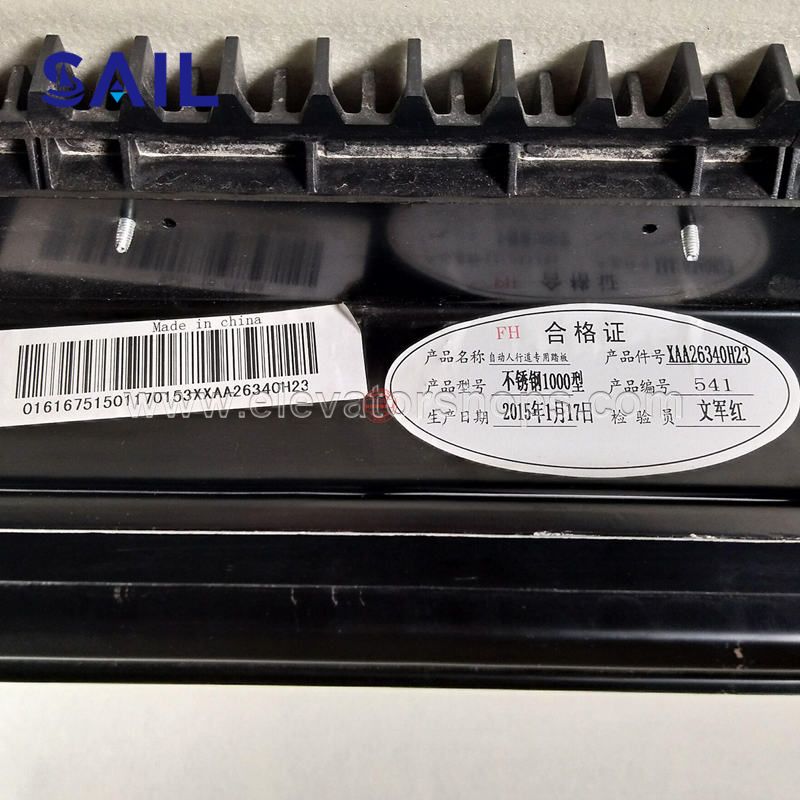 SAIL
Made in china
01616751501170153XXAA26340H23
FH 合格证
产品名称 自动人行道专用踏板 产品件号 XAA26340H23
产品型号 不锈钢1000型 产品编号 541
生产日期 2015年1月17日 检验员 文军红
www.elevatorshops.com